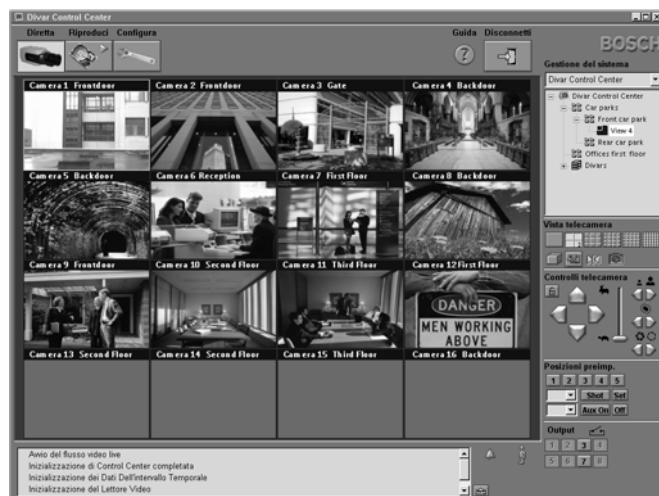 Divar Control Center
Diretta Riproduci Configura Guida Disconnetti
BOSCH
Camera 1 Frontdoor Camera 2 Frontdoor Camera 3 Gate Camera 4 Backdoor
Camera 5 Backdoor Camera 6 Reception Camera 7 First Floor Camera 8 Backdoor
Camera 9 Frontdoor Camera 10 Second Floor Camera 11 Third Floor Camera 12 First Floor
DANGER
MEN WORKING
ABOVE
Camera 13 Second Floor Camera 14 Second Floor Camera 15 Third Floor Camera 16 Backdoor
Gestione del sistema
Divar Control Center
Divar Control Center
Car parks
Front car park
View 4
Rear car park
Offices first floor
Divars
Vista telecamera
Controlli telecamera
Posizioni preimp.
1 2 3 4 5
Shot Set
Aux On Off
Output
1 2 3 4
5 6 7 8
Avvio del flusso video live
Inizializzazione di Control Center completata
Inizializzazione dei Dati Dell'intervallo Temporale
Inizializzazione del Lettore Video